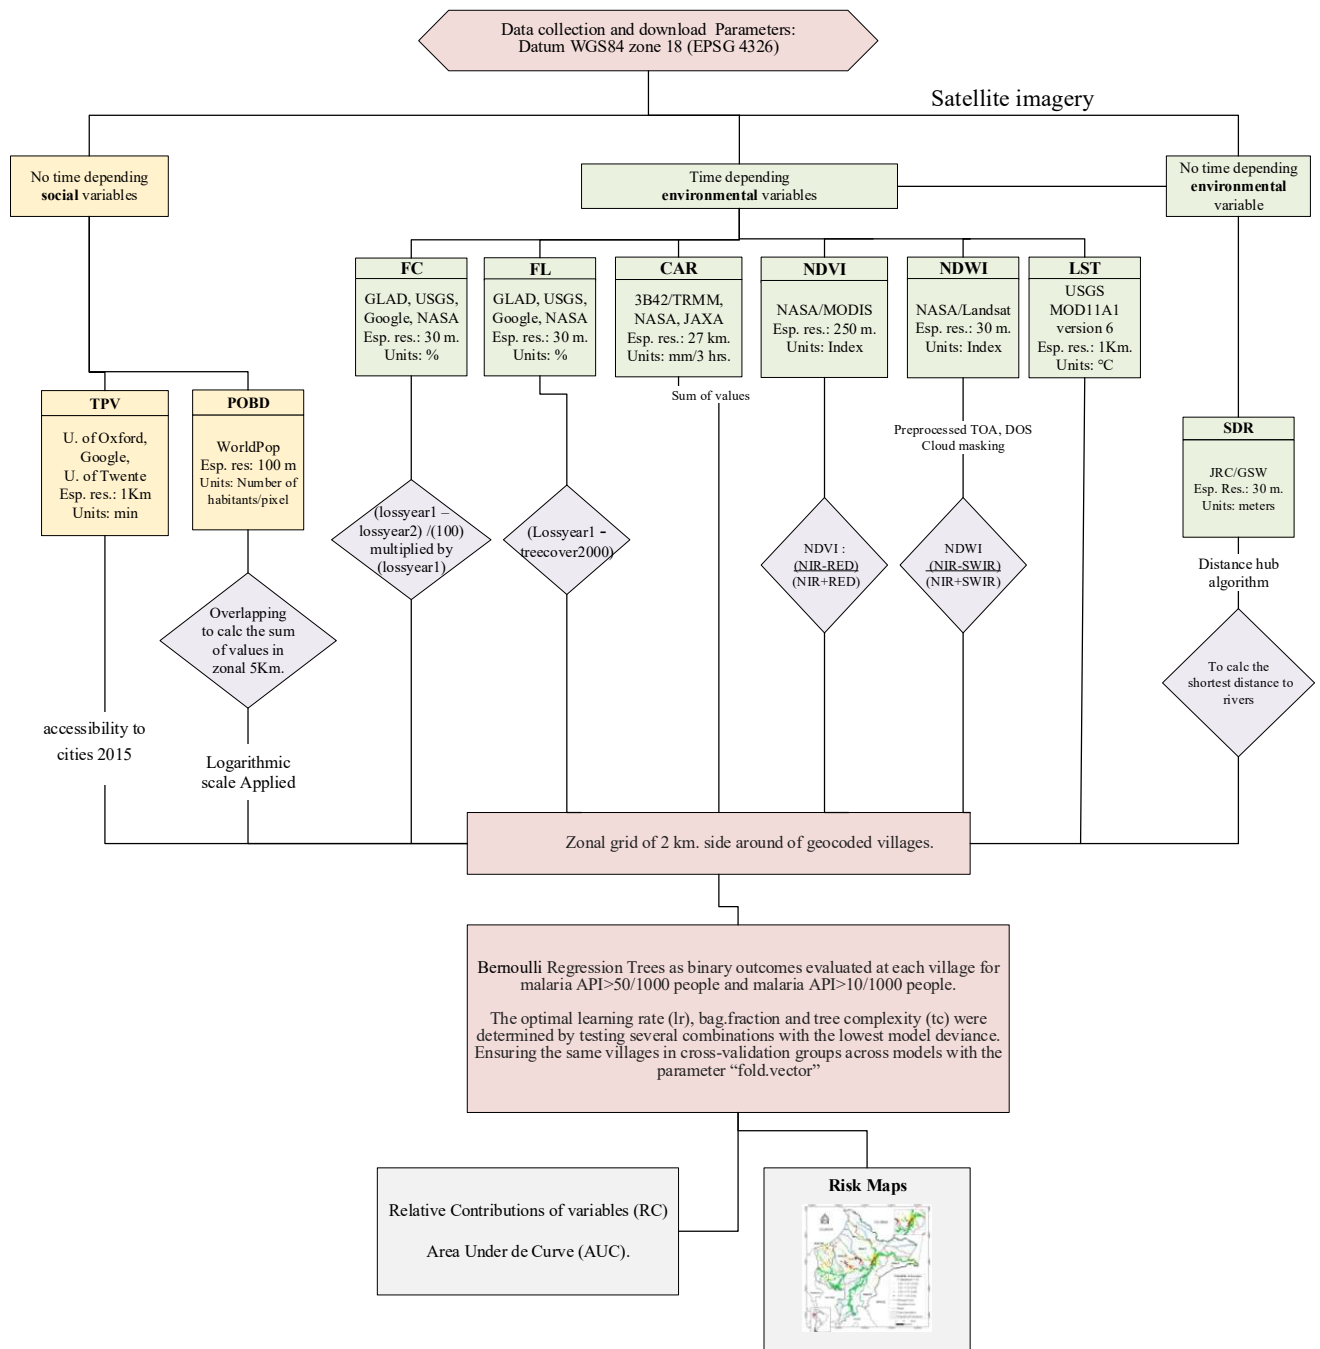 Data collection and download Parameters:
Datum WGS84 zone 18 (EPSG 4326)
Satellite imagery
No time depending
social variables
Time depending
environmental variables
No time depending
environmental
variable
FC
GLAD, USGS,
Google, NASA
Esp. res.: 30 m.
Units: %
FL
GLAD, USGS,
Google, NASA
Esp. res.: 30 m.
Units: %
CAR
3B42/TRMM,
NASA, JAXA
Esp. res.: 27 km.
Units: mm/3 hrs.
NDVI
NASA/MODIS
Esp. res.: 250 m.
Units: Index
NDWI
NASA/Landsat
Esp. res.: 30 m.
Units: Index
LST
USGS
MOD11A1
version 6
Esp. res.: 1Km.
Units: °C
TPV
U. of Oxford,
Google,
U. of Twente
Esp. res.: 1Km
Units: min
POBD
WorldPop
Esp. res: 100 m
Units: Number of
habitants/pixel
Sum of values
Preprocessed TOA, DOS
Cloud masking
SDR
JRC/GSW
Esp. Res.: 30 m.
Units: meters
(lossyear1 –
lossyear2) /(100)
multiplied by
(lossyear1)
(Lossyear1 -
treecover2000)
NDVI :
(NIR-RED)
(NIR+RED)
NDWI
(NIR-SWIR)
(NIR+SWIR)
Distance hub
algorithm
Overlapping
to calc the sum
of values in
zonal 5Km.
To calc the
shortest distance to
rivers
accessibility to
cities 2015
Logarithmic
scale Applied
Zonal grid of 2 km. side around of geocoded villages.
Bernoulli Regression Trees as binary outcomes evaluated at each village for
malaria API>50/1000 people and malaria API>10/1000 people.
The optimal learning rate (lr), bag.fraction and tree complexity (tc) were
determined by testing several combinations with the lowest model deviance.
Ensuring the same villages in cross-validation groups across models with the
parameter “fold.vector”
Relative Contributions of variables (RC)
Area Under de Curve (AUC).
Risk Maps